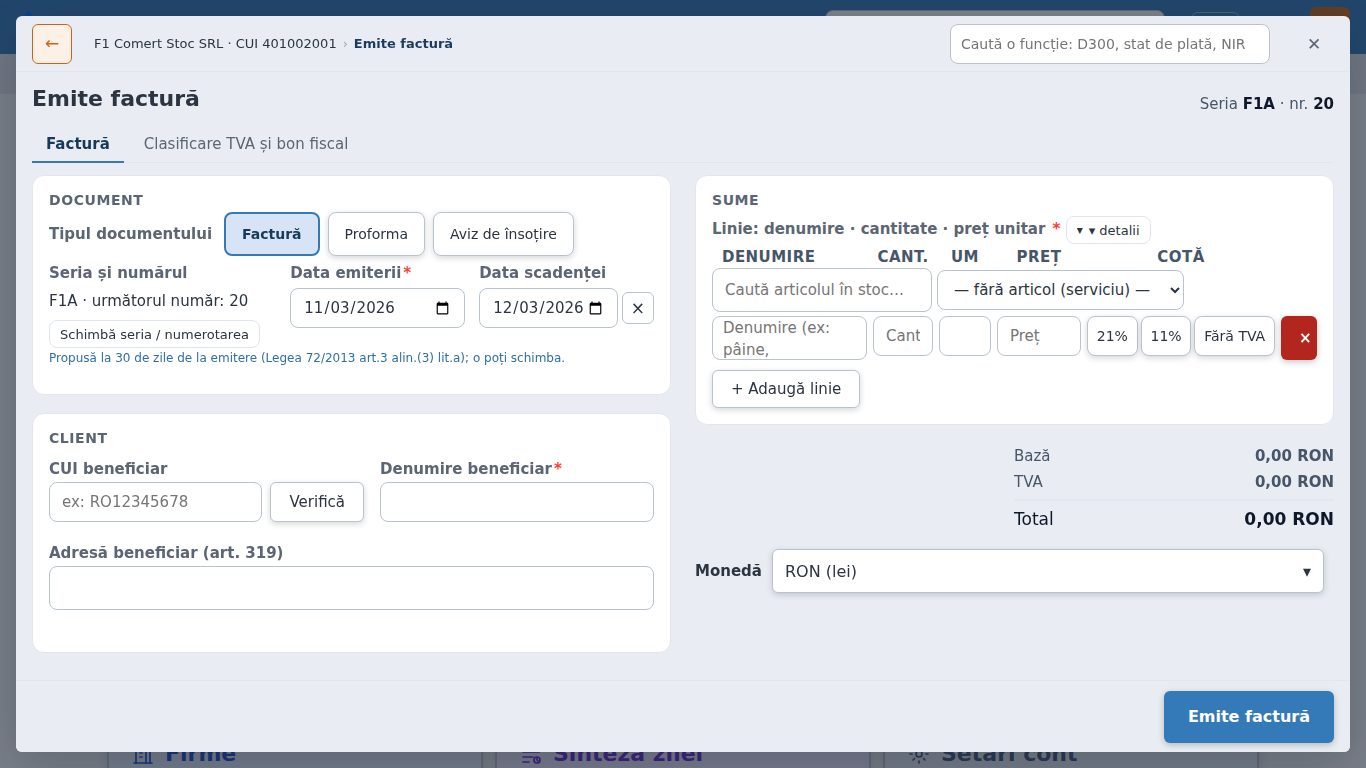 ←
F1 Comert Stoc SRL · CUI 401002001 › Emite factură
Caută o funcție: D300, stat de plată, NIR
✕
Emite factură
Seria F1A · nr. 20
Factură
Clasificare TVA și bon fiscal
DOCUMENT
Tipul documentului
Factură
Proforma
Aviz de însoțire
Seria și numărul
Data emiterii*
Data scadenței
F1A · următorul număr: 20
11/03/2026
12/03/2026
×
Schimbă seria / numerotarea
Propusă la 30 de zile de la emitere (Legea 72/2013 art.3 alin.(3) lit.a); o poți schimba.
CLIENT
CUI beneficiar
Denumire beneficiar*
ex: RO12345678
Verifică
Adresă beneficiar (art. 319)
SUME
Linie: denumire · cantitate · preț unitar *
▾ ▾ detalii
DENUMIRE CANT. UM PREȚ COTĂ
Caută articolul în stoc...
— fără articol (serviciu) —
Denumire (ex: pâine,
Cant
Preț
21%
11%
Fără TVA
×
+ Adaugă linie
Bază 0,00 RON
TVA 0,00 RON
Total 0,00 RON
Monedă
RON (lei) ▾
Emite factură
Firme
Sinteza zilei
Setări cont